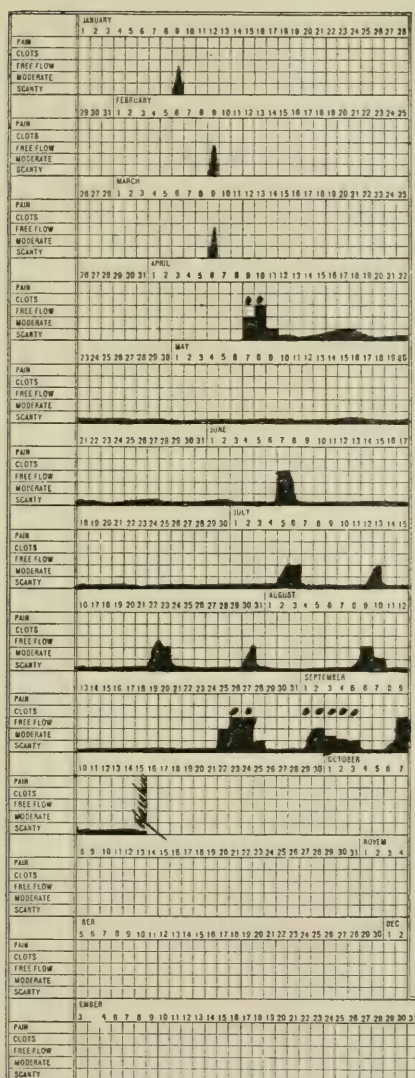 JANUARY
1 2 3 4 5 6 7 8 9 10 11 12 13 14 15 16 17 18 19 20 21 22 23 24 25 26 27 28
PAIN
CLOTS
FREE FLOW
MODERATE
SCANTY
FEBRUARY
29 30 31 1 2 3 4 5 6 7 8 9 10 11 12 13 14 15 16 17 18 19 20 21 22 23 24 25
PAIN
CLOTS
FREE FLOW
MODERATE
SCANTY
MARCH
26 27 28 1 2 3 4 5 6 7 8 9 10 11 12 13 14 15 16 17 18 19 20 21 22 23 24 25
PAIN
CLOTS
FREE FLOW
MODERATE
SCANTY
APRIL
26 27 28 29 30 31 1 2 3 4 5 6 7 8 9 10 11 12 13 14 15 16 17 18 19 20 21 22
PAIN
CLOTS
FREE FLOW
MODERATE
SCANTY
MAY
23 24 25 26 27 28 29 30 1 2 3 4 5 6 7 8 9 10 11 12 13 14 15 16 17 18 19 20
PAIN
CLOTS
FREE FLOW
MODERATE
SCANTY
JUNE
21 22 23 24 25 26 27 28 29 30 31 1 2 3 4 5 6 7 8 9 10 11 12 13 14 15 16 17
PAIN
CLOTS
FREE FLOW
MODERATE
SCANTY
JULY
18 19 20 21 22 23 24 25 26 27 28 29 30 1 2 3 4 5 6 7 8 9 10 11 12 13 14 15
PAIN
CLOTS
FREE FLOW
MODERATE
SCANTY
AUGUST
16 17 18 19 20 21 22 23 24 25 26 27 28 29 30 31 1 2 3 4 5 6 7 8 9 10 11 12
PAIN
CLOTS
FREE FLOW
MODERATE
SCANTY
SEPTEMBER
13 14 15 16 17 18 19 20 21 22 23 24 25 26 27 28 29 30 31 1 2 3 4 5 6 7 8 9
PAIN
CLOTS
FREE FLOW
MODERATE
SCANTY
OCTOBER
10 11 12 13 14 15 16 17 18 19 20 21 22 23 24 25 26 27 28 29 30 1 2 3 4 5 6 7
PAIN
CLOTS
FREE FLOW
MODERATE
SCANTY
NOVEM
8 9 10 11 12 13 14 15 16 17 18 19 20 21 22 23 24 25 26 27 28 29 30 31 1 2 3 4
PAIN
CLOTS
FREE FLOW
MODERATE
SCANTY
BER DEC
5 6 7 8 9 10 11 12 13 14 15 16 17 18 19 20 21 22 23 24 25 26 27 28 29 30 1 2
PAIN
CLOTS
FREE FLOW
MODERATE
SCANTY
EMBER
3 4 5 6 7 8 9 10 11 12 13 14 15 16 17 18 19 20 21 22 23 24 25 26 27 28 29 30 31
PAIN
CLOTS
FREE FLOW
MODERATE
SCANTY